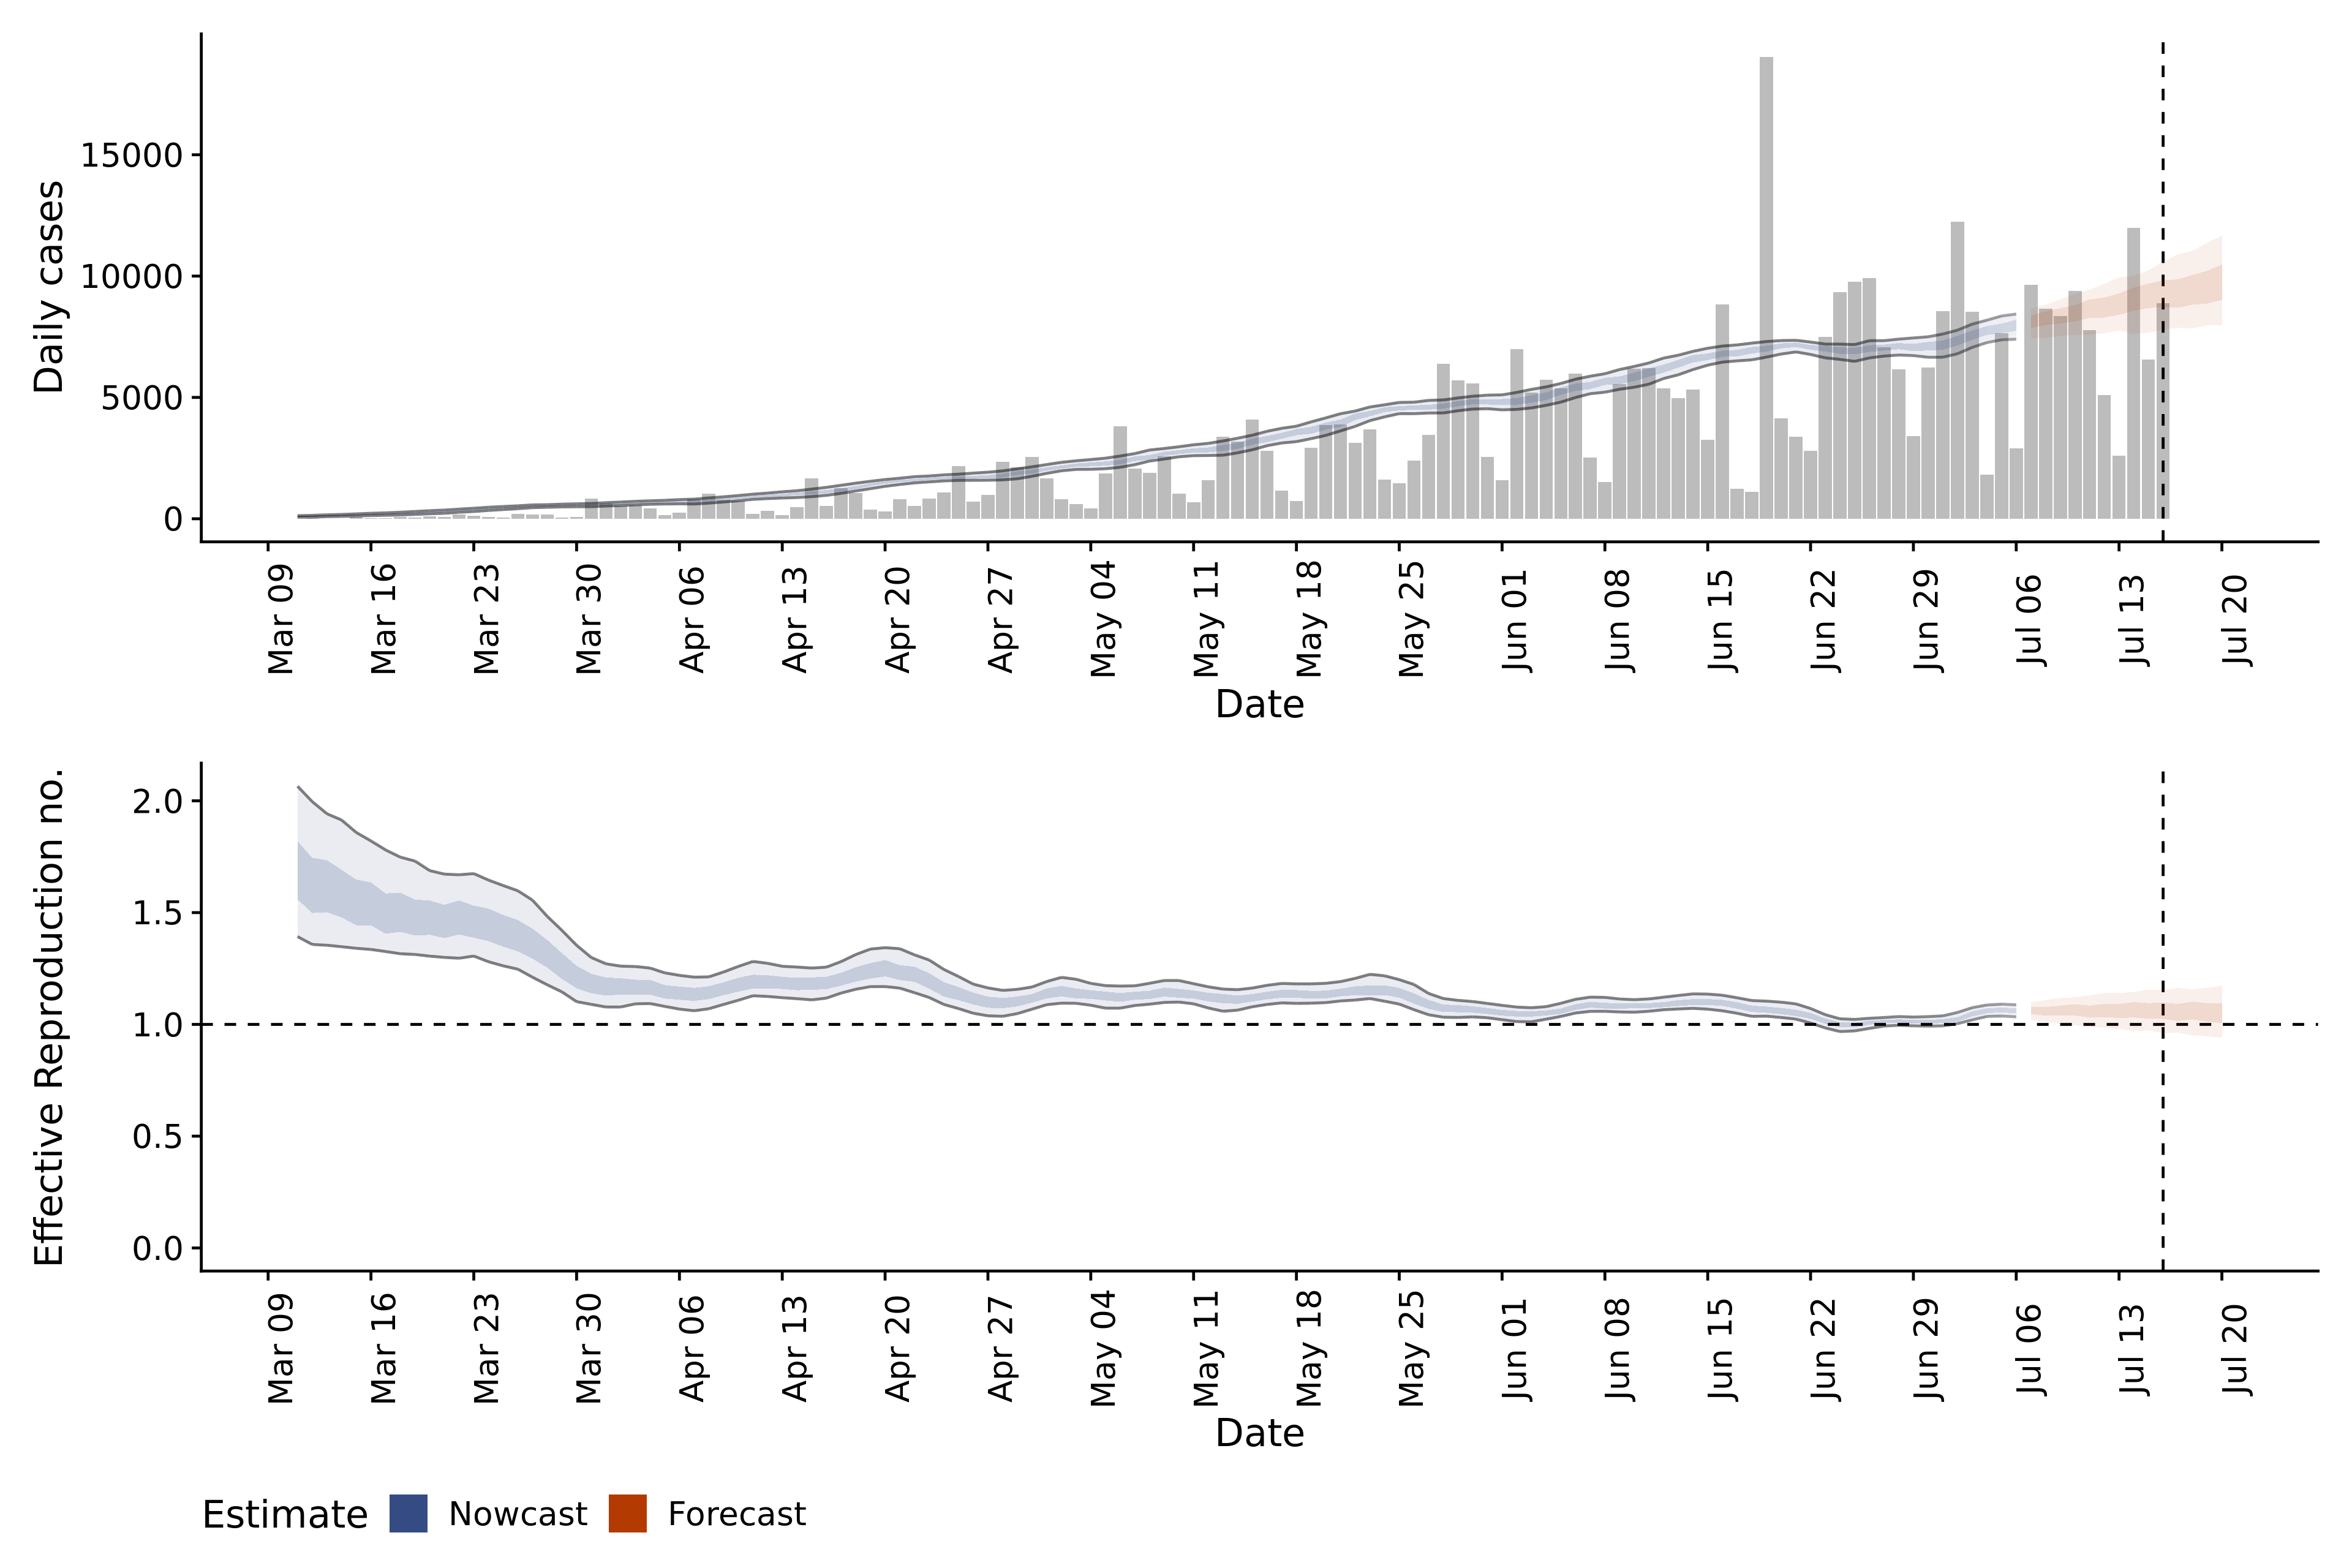 Daily cases
15000
10000
5000
0
Mar 09
Mar 16
Mar 23
Mar 30
Apr 06
Apr 13
Apr 20
Apr 27
May 04
May 11
May 18
May 25
Jun 01
Jun 08
Jun 15
Jun 22
Jun 29
Jul 06
Jul 13
Jul 20
Date
Effective Reproduction no.
2.0
1.5
1.0
0.5
0.0
Mar 09
Mar 16
Mar 23
Mar 30
Apr 06
Apr 13
Apr 20
Apr 27
May 04
May 11
May 18
May 25
Jun 01
Jun 08
Jun 15
Jun 22
Jun 29
Jul 06
Jul 13
Jul 20
Date
Estimate Nowcast Forecast